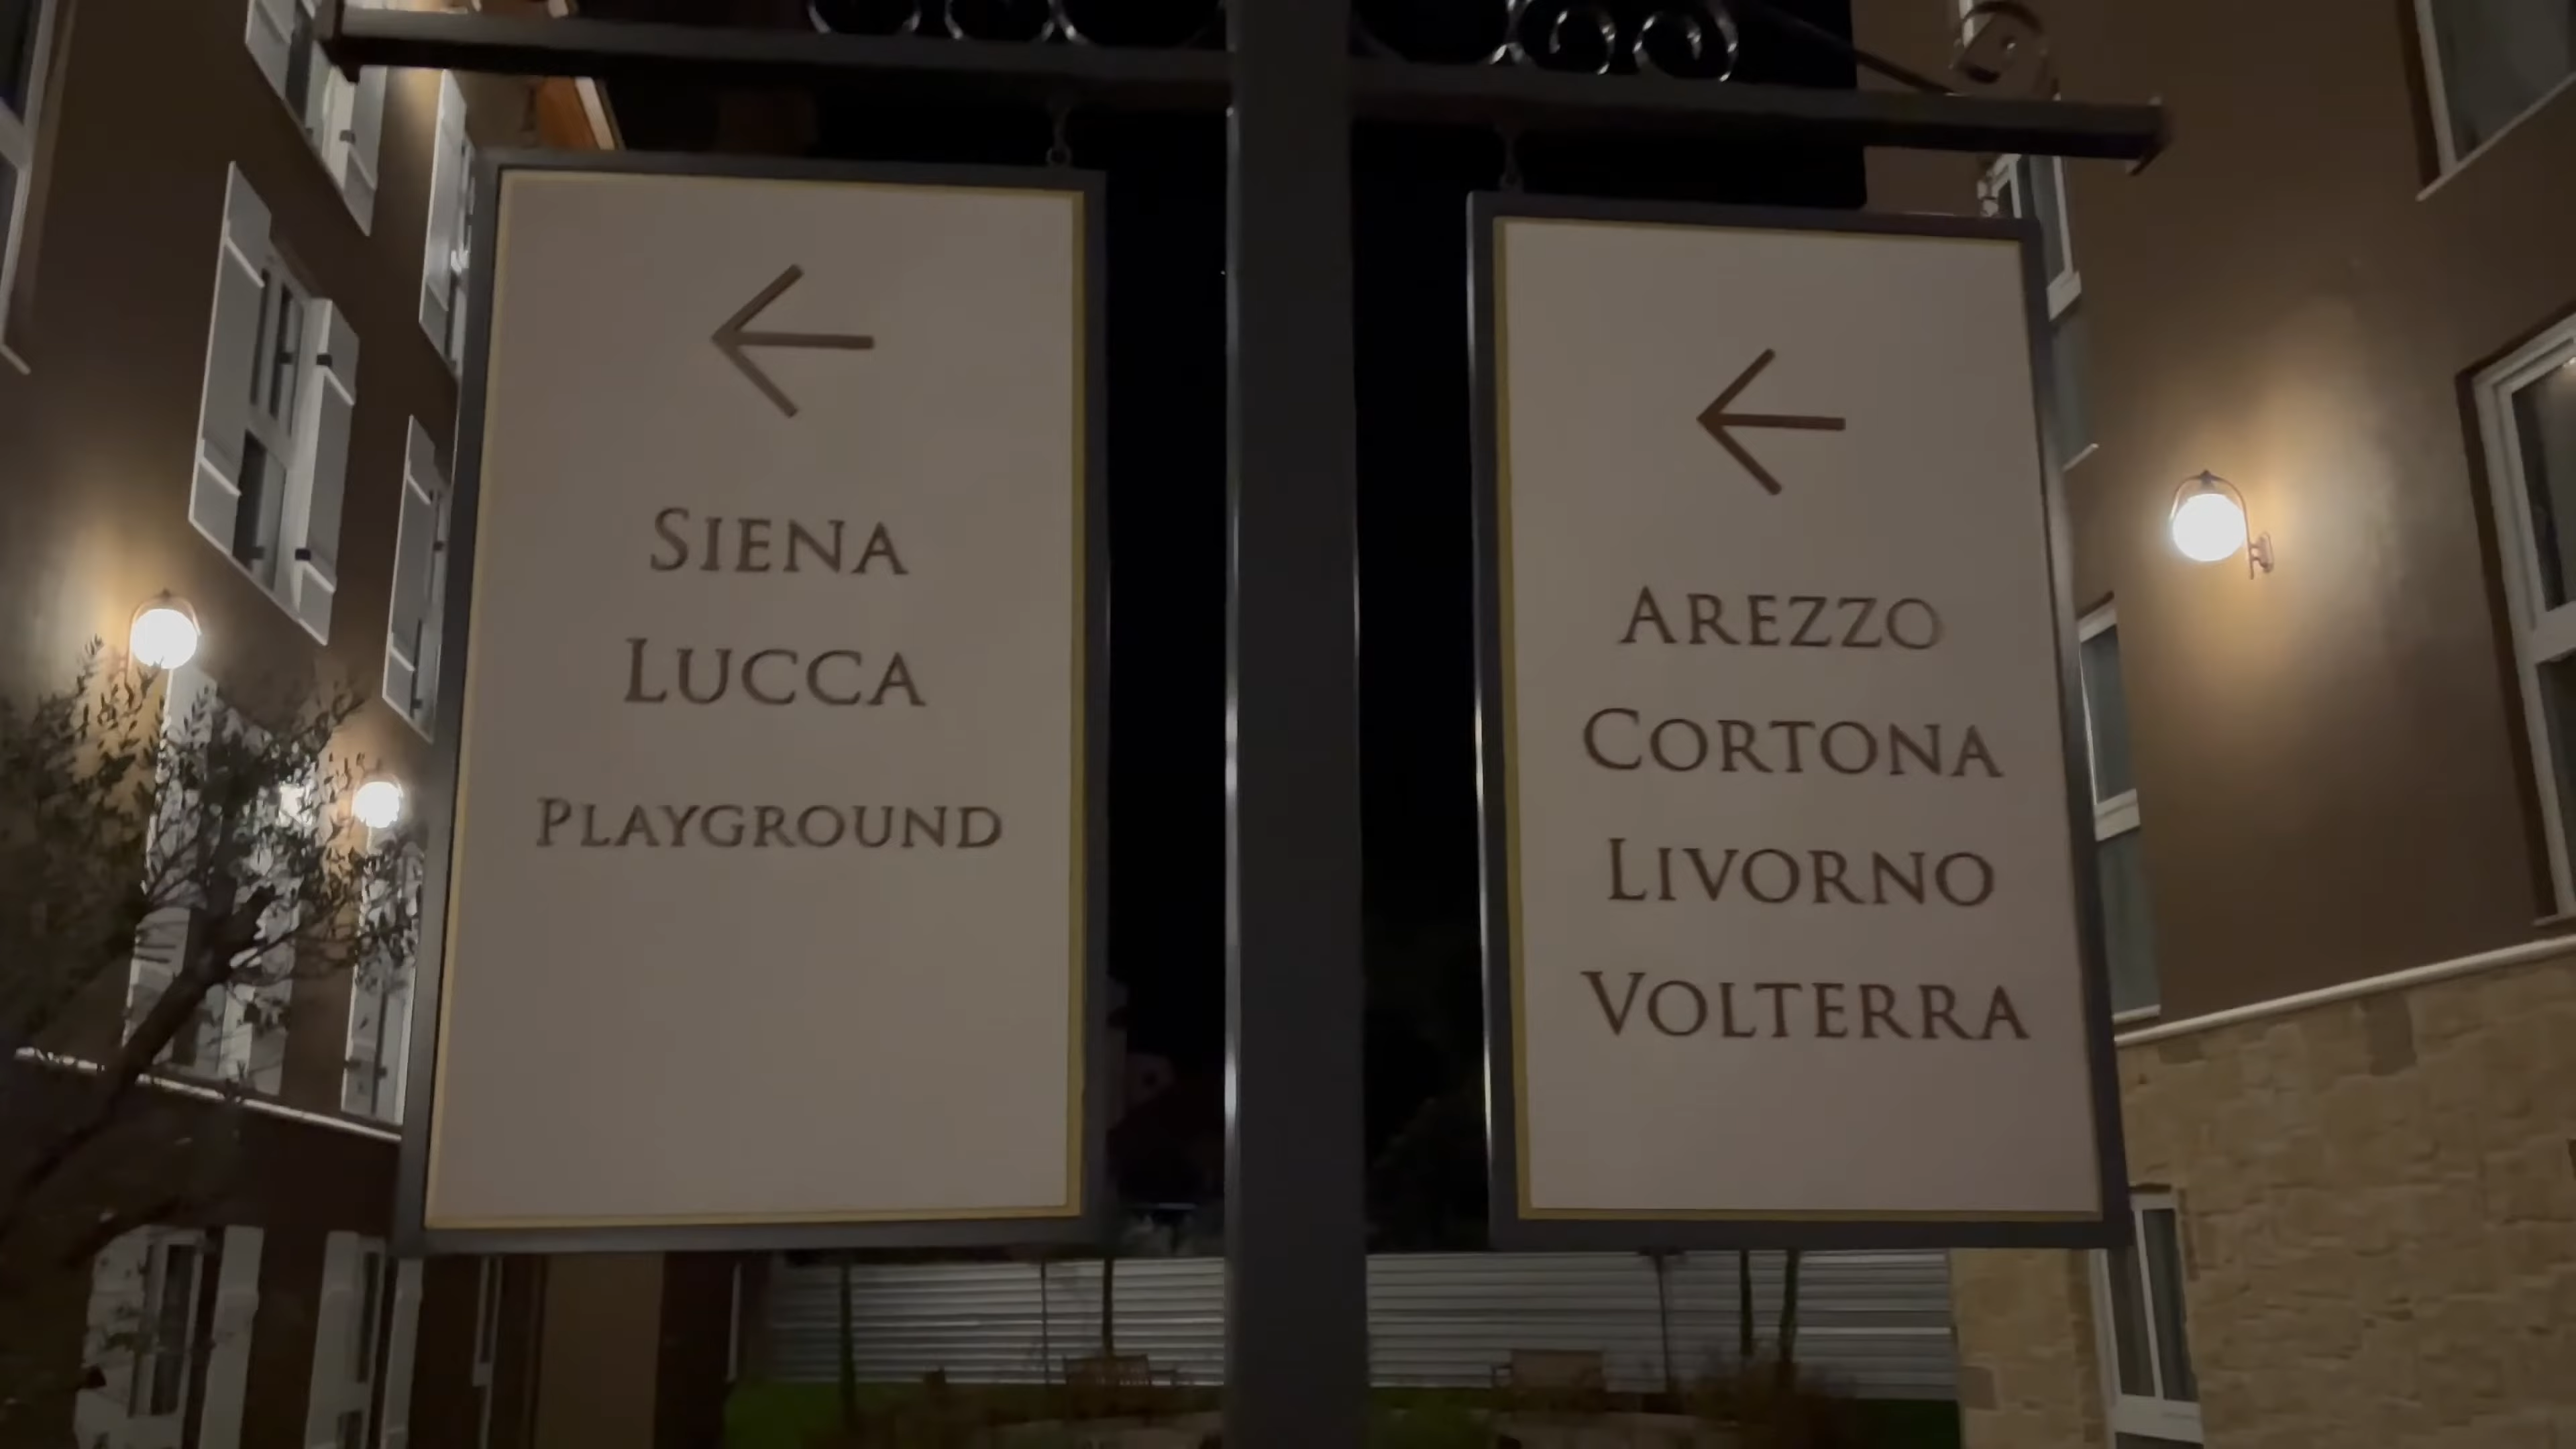 SIENA
LUCCA
PLAYGROUND
AREZZO
CORTONA
LIVORNO
VOLTERRA